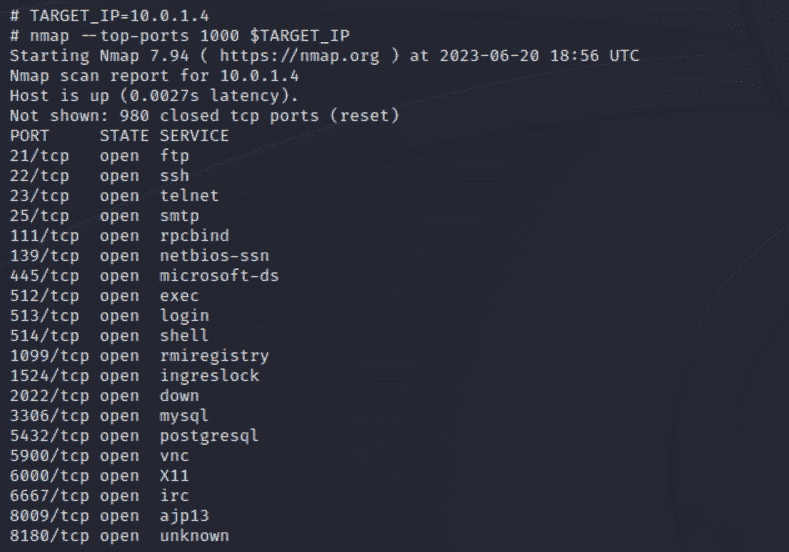 # TARGET_IP=10.0.1.4
# nmap --top-ports 1000 $TARGET_IP
Starting Nmap 7.94 ( https://nmap.org ) at 2023-06-20 18:56 UTC
Nmap scan report for 10.0.1.4
Host is up (0.0027s latency).
Not shown: 980 closed tcp ports (reset)
PORT     STATE SERVICE
21/tcp   open  ftp
22/tcp   open  ssh
23/tcp   open  telnet
25/tcp   open  smtp
111/tcp  open  rpcbind
139/tcp  open  netbios-ssn
445/tcp  open  microsoft-ds
512/tcp  open  exec
513/tcp  open  login
514/tcp  open  shell
1099/tcp open  rmiregistry
1524/tcp open  ingreslock
2022/tcp open  down
3306/tcp open  mysql
5432/tcp open  postgresql
5900/tcp open  vnc
6000/tcp open  X11
6667/tcp open  irc
8009/tcp open  ajp13
8180/tcp open  unknown